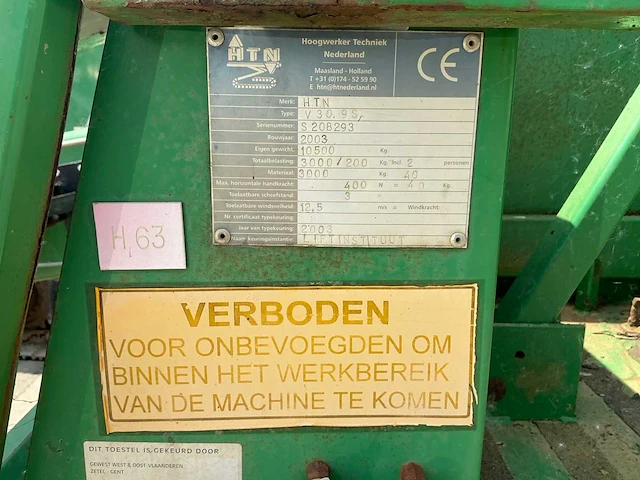 HTN
Hoogwerker Techniek
Nederland
Maasland - Holland
T +31 (0)174 - 52 59 90
E htn@htnederland.nl
CE
Merk: HTN
Type: V30.9S,
Serienummer: S 208293
Bouwjaar: 2003
Eigen gewicht: 10500 Kg.
Totaalbelasting: 3000/200 Kg. Incl. 2 personen
Materiaal: 3000 Kg. 40
Max. horizontale handkracht: 400 N = 40 Kg.
Toelaatbare scheefstand: 3
Toelaatbare windsnelheid 12,5 m/s = Windkracht:
Nr. certificaat typekeuring:
Jaar van typekeuring: 2003
Naam keuringsinstantie: LIFTINSTITUUT
H,63
VERBODEN
VOOR ONBEVOEGDEN OM
BINNEN HET WERKBEREIK
VAN DE MACHINE TE KOMEN
DIT TOESTEL IS GEKEURD DOOR
GEWEST WEST & OOST-VLAANDEREN
ZETEL - GENT